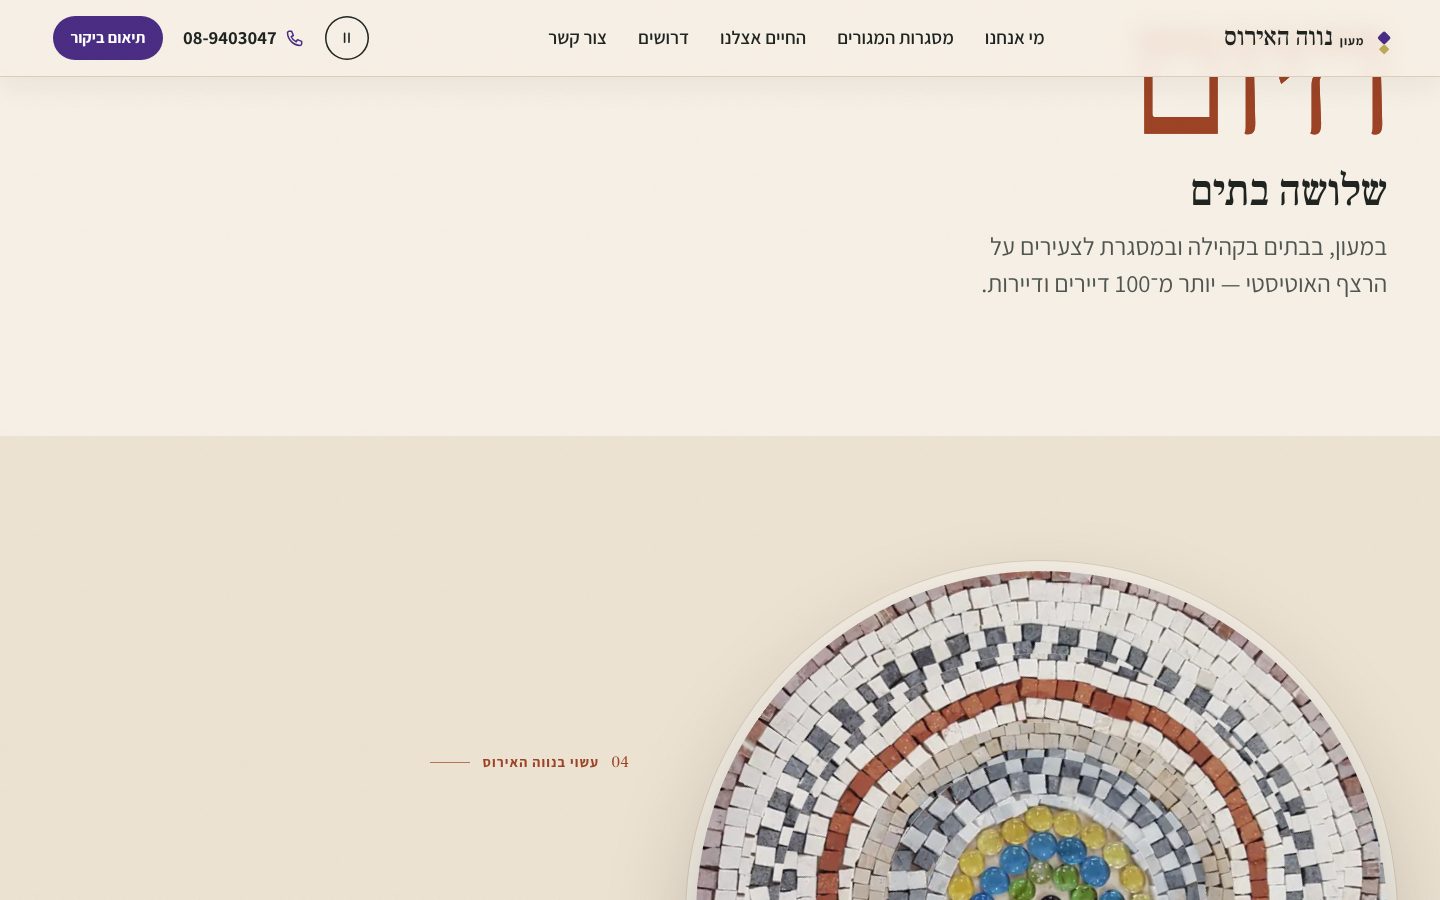 מעון נווה האירוס
מי אנחנו
מסגרות המגורים
החיים אצלנו
דרושים
צור קשר
08-9403047
תיאום ביקור
היום
שלושה בתים
במעון, בבתים בקהילה ובמסגרת לצעירים על
הרצף האוטיסטי — יותר מ־100 דיירים ודיירות.
04 עשוי בנווה האירוס